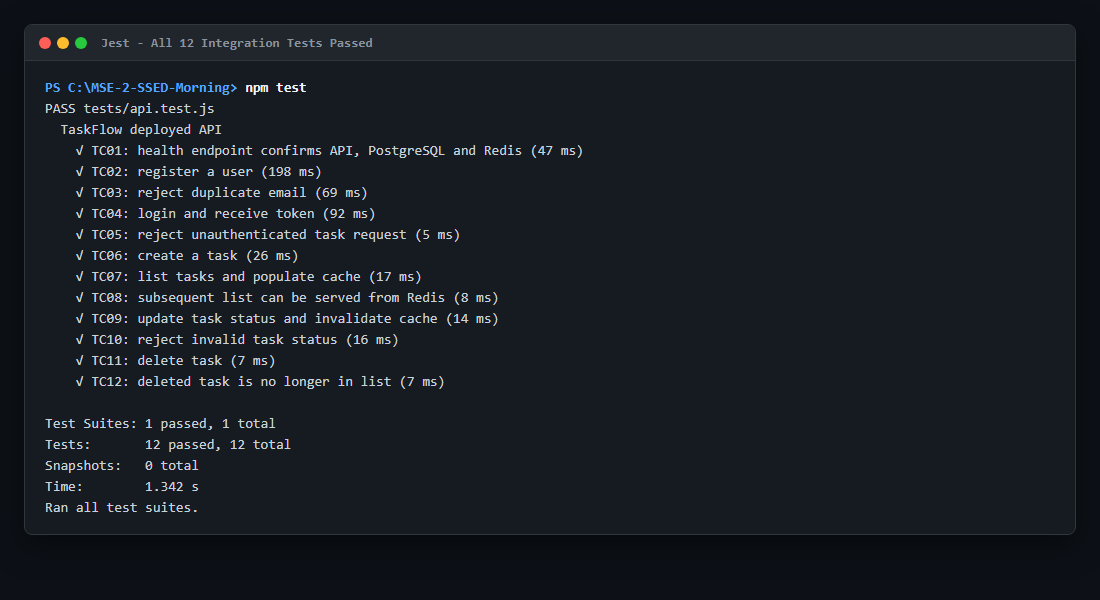 Jest - All 12 Integration Tests Passed
PS C:\MSE-2-SSED-Morning> npm test
PASS tests/api.test.js
TaskFlow deployed API
√ TC01: health endpoint confirms API, PostgreSQL and Redis (47 ms)
√ TC02: register a user (198 ms)
√ TC03: reject duplicate email (69 ms)
√ TC04: login and receive token (92 ms)
√ TC05: reject unauthenticated task request (5 ms)
√ TC06: create a task (26 ms)
√ TC07: list tasks and populate cache (17 ms)
√ TC08: subsequent list can be served from Redis (8 ms)
√ TC09: update task status and invalidate cache (14 ms)
√ TC10: reject invalid task status (16 ms)
√ TC11: delete task (7 ms)
√ TC12: deleted task is no longer in list (7 ms)
Test Suites: 1 passed, 1 total
Tests: 12 passed, 12 total
Snapshots: 0 total
Time: 1.342 s
Ran all test suites.